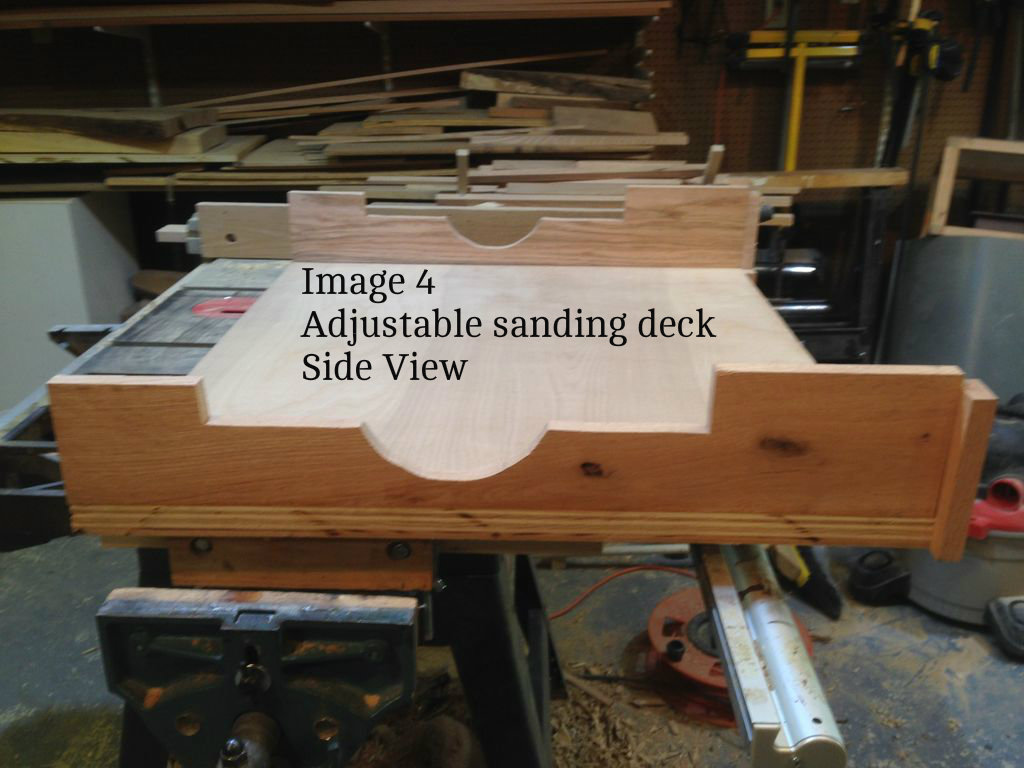 Image 4
Adjustable sanding deck
Side View